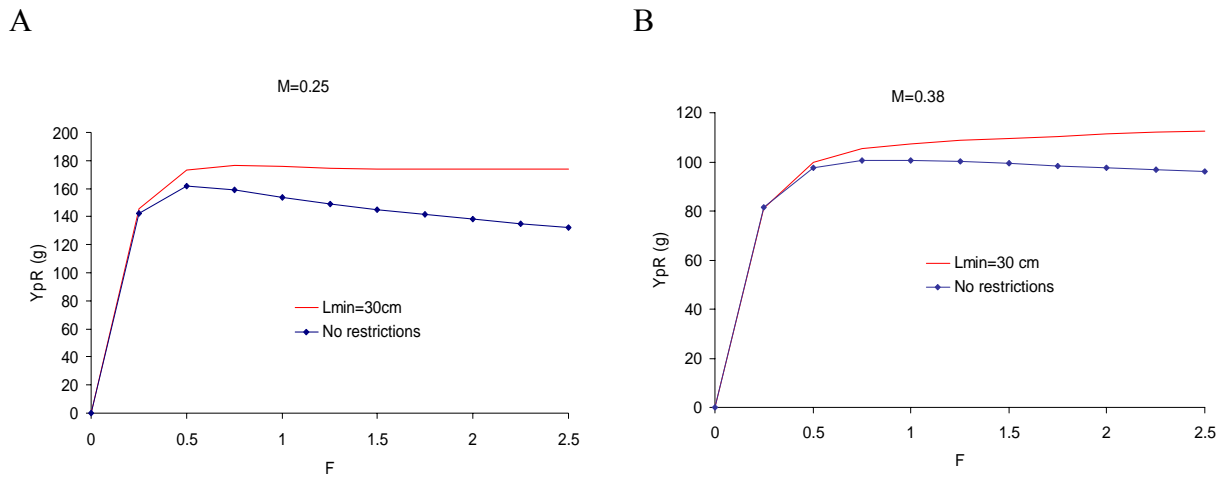 A
M=0.25
YpR (g)
200
180
160
140
120
100
80
60
40
20
0
Lmin=30cm
No restrictions
0 0.5 1 1.5 2 2.5
F
B
M=0.38
YpR (g)
120
100
80
60
40
20
0
Lmin=30 cm
No restrictions
0 0.5 1 1.5 2 2.5
F